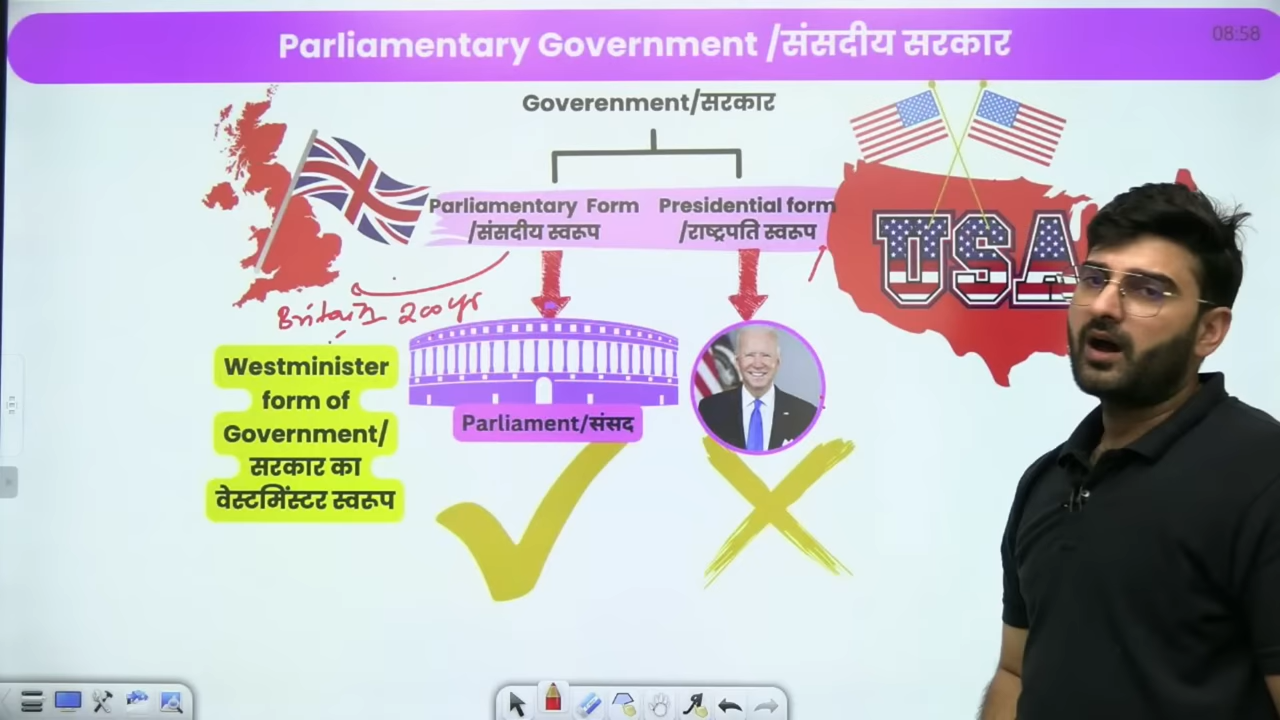 Parliamentary Government /संसदीय सरकार
08:58
Goverenment/सरकार
Parliamentary Form
/संसदीय स्वरूप
Presidential form
/राष्ट्रपति स्वरूप
USA
Britain 200 yr
Westminister
form of
Government/
सरकार का
वेस्टमिंस्टर स्वरूप
Parliament/संसद